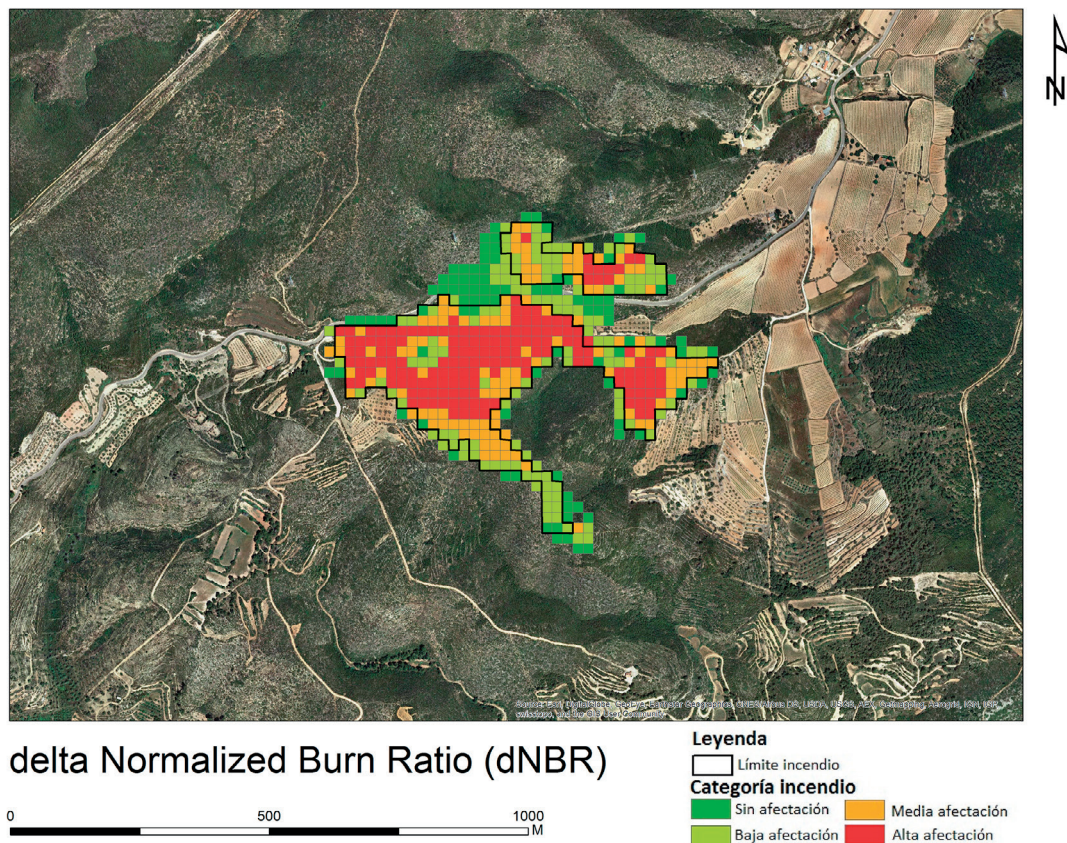 N
delta Normalized Burn Ratio (dNBR)
0 500 1000
M
Leyenda
Límite incendio
Categoría incendio
Sin afectación
Media afectación
Baja afectación
Alta afectación